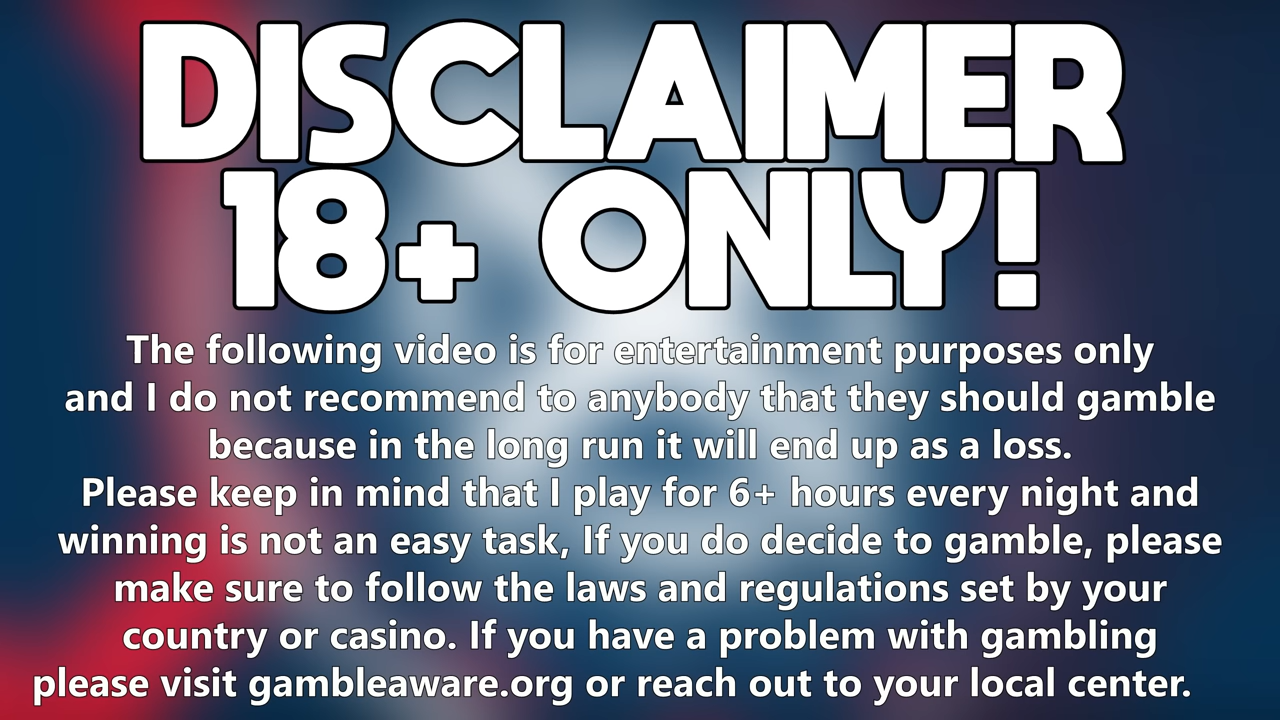 DISCLAIMER
18+ ONLY!
The following video is for entertainment purposes only
and I do not recommend to anybody that they should gamble
because in the long run it will end up as a loss.
Please keep in mind that I play for 6+ hours every night and
winning is not an easy task, If you do decide to gamble, please
make sure to follow the laws and regulations set by your
country or casino. If you have a problem with gambling
please visit gambleaware.org or reach out to your local center.